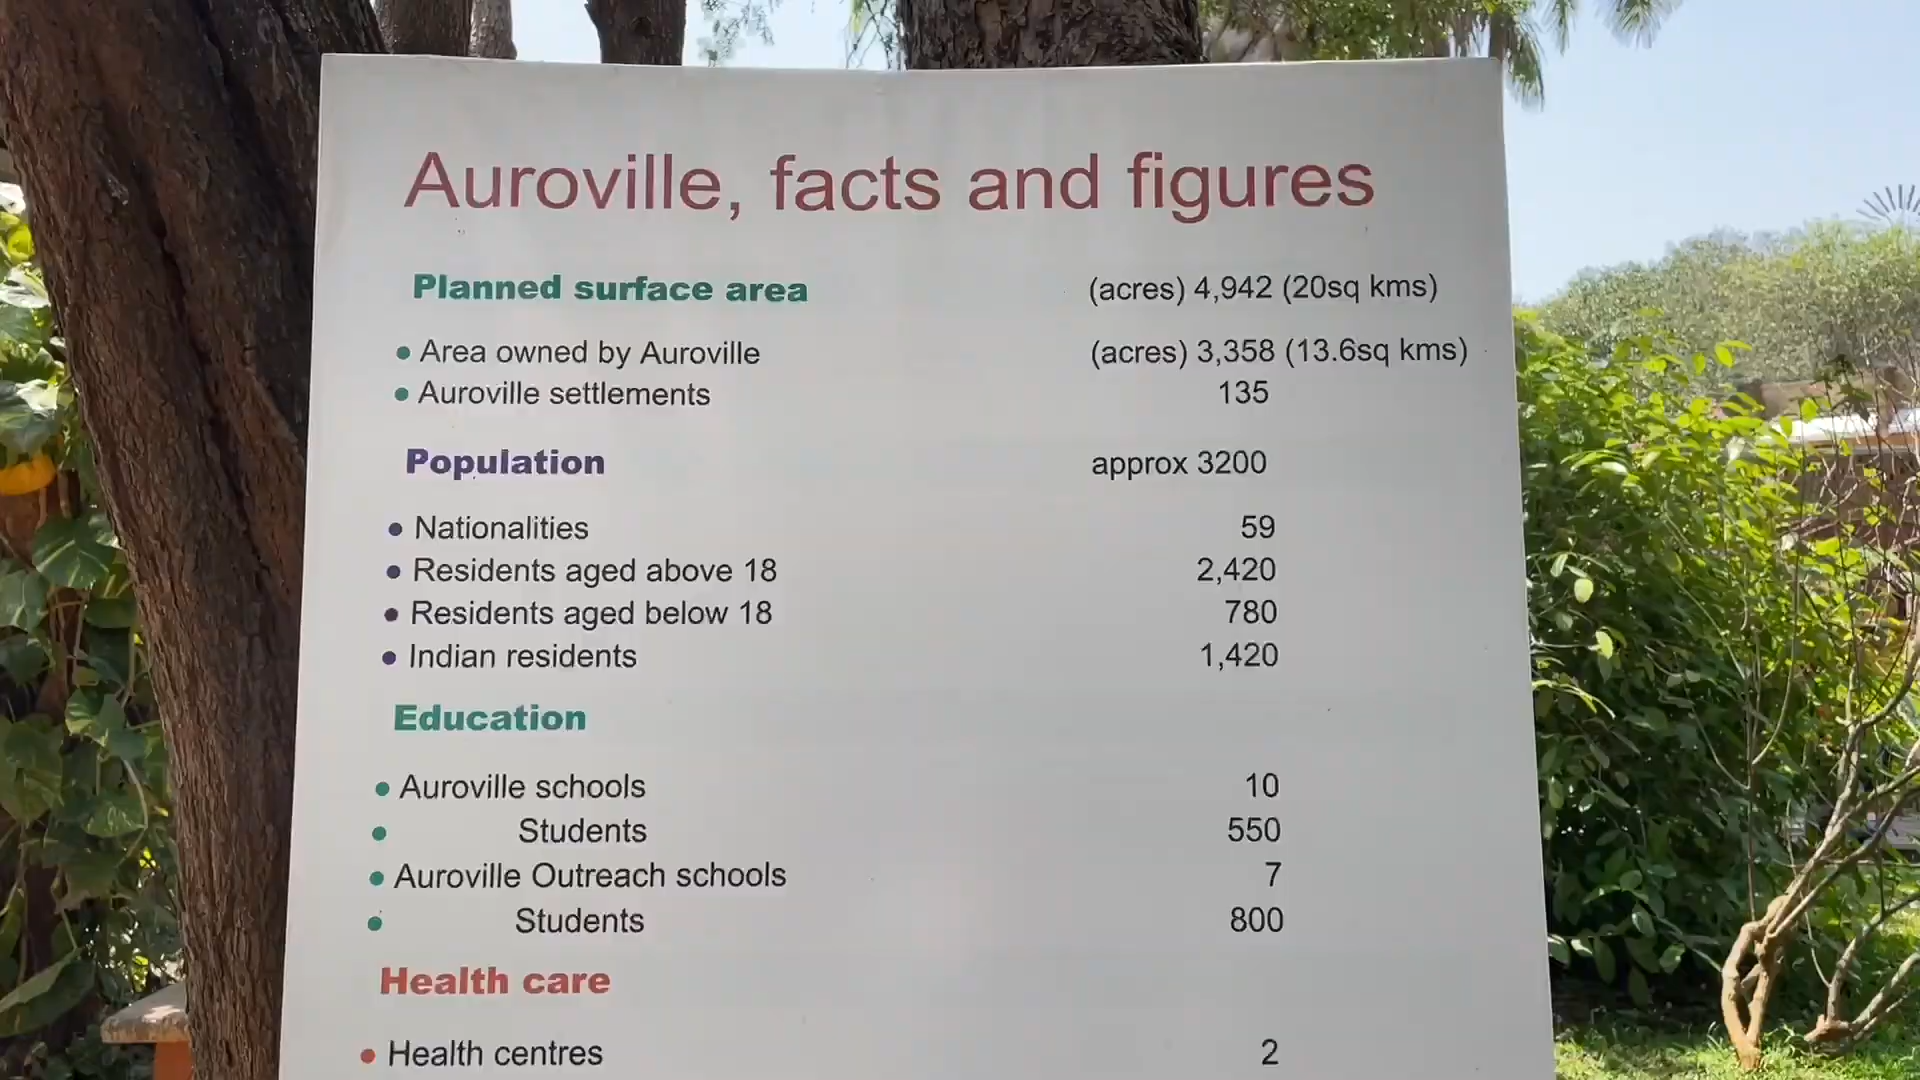 Auroville, facts and figures
Planned surface area (acres) 4,942 (20sq kms)
• Area owned by Auroville (acres) 3,358 (13.6sq kms)
• Auroville settlements 135
Population approx 3200
• Nationalities 59
• Residents aged above 18 2,420
• Residents aged below 18 780
• Indian residents 1,420
Education
• Auroville schools 10
• Students 550
• Auroville Outreach schools 7
• Students 800
Health care
• Health centres 2